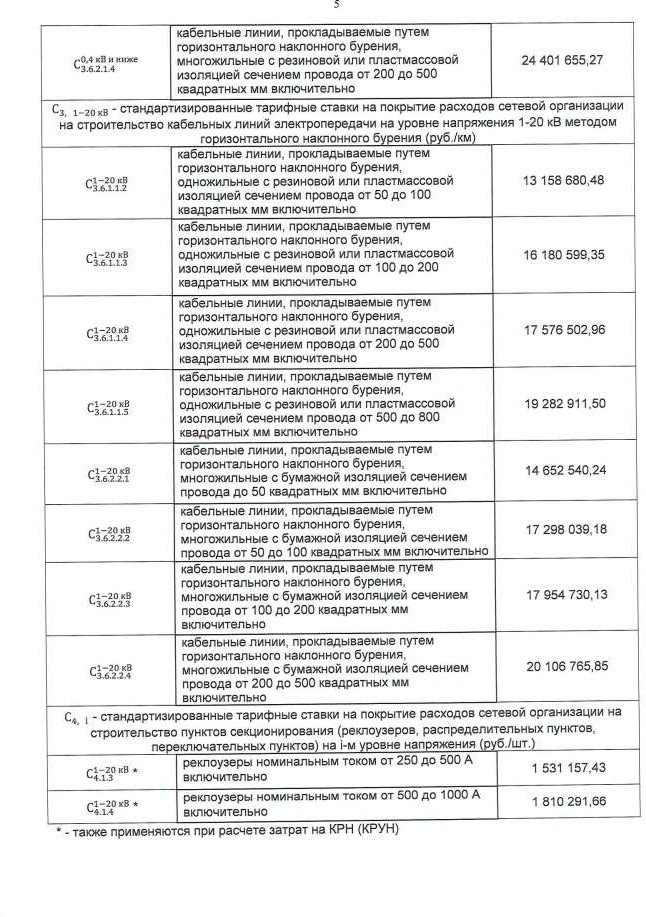 5
С 0,4 кВ и ниже 3.6.2.1.4
кабельные линии, прокладываемые путем
горизонтального наклонного бурения,
многожильные с резиновой или пластмассовой
изоляцией сечением провода от 200 до 500
квадратных мм включительно
24 401 655,27
С3, 1–20 кВ - стандартизированные тарифные ставки на покрытие расходов сетевой организации
на строительство кабельных линий электропередачи на уровне напряжения 1-20 кВ методом
горизонтального наклонного бурения (руб./км)
С 1–20 кВ 3.6.1.1.2
кабельные линии, прокладываемые путем
горизонтального наклонного бурения,
одножильные с резиновой или пластмассовой
изоляцией сечением провода от 50 до 100
квадратных мм включительно
13 158 680,48
С 1–20 кВ 3.6.1.1.3
кабельные линии, прокладываемые путем
горизонтального наклонного бурения,
одножильные с резиновой или пластмассовой
изоляцией сечением провода от 100 до 200
квадратных мм включительно
16 180 599,35
С 1–20 кВ 3.6.1.1.4
кабельные линии, прокладываемые путем
горизонтального наклонного бурения,
одножильные с резиновой или пластмассовой
изоляцией сечением провода от 200 до 500
квадратных мм включительно
17 576 502,96
С 1–20 кВ 3.6.1.1.5
кабельные линии, прокладываемые путем
горизонтального наклонного бурения,
одножильные с резиновой или пластмассовой
изоляцией сечением провода от 500 до 800
квадратных мм включительно
19 282 911,50
С 1–20 кВ 3.6.2.2.1
кабельные линии, прокладываемые путем
горизонтального наклонного бурения,
многожильные с бумажной изоляцией сечением
провода до 50 квадратных мм включительно
14 652 540,24
С 1–20 кВ 3.6.2.2.2
кабельные линии, прокладываемые путем
горизонтального наклонного бурения,
многожильные с бумажной изоляцией сечением
провода от 50 до 100 квадратных мм включительно
17 298 039,18
С 1–20 кВ 3.6.2.2.3
кабельные линии, прокладываемые путем
горизонтального наклонного бурения,
многожильные с бумажной изоляцией сечением
провода от 100 до 200 квадратных мм
включительно
17 954 730,13
С 1–20 кВ 3.6.2.2.4
кабельные линии, прокладываемые путем
горизонтального наклонного бурения,
многожильные с бумажной изоляцией сечением
провода от 200 до 500 квадратных мм
включительно
20 106 765,85
С4, i - стандартизированные тарифные ставки на покрытие расходов сетевой организации на
строительство пунктов секционирования (реклоузеров, распределительных пунктов,
переключательных пунктов) на i-м уровне напряжения (руб./шт.)
С 1–20 кВ 4.1.3 *
реклоузеры номинальным током от 250 до 500 А
включительно
1 531 157,43
С 1–20 кВ 4.1.4 *
реклоузеры номинальным током от 500 до 1000 А
включительно
1 810 291,66
* - также применяются при расчете затрат на КРН (КРУН)